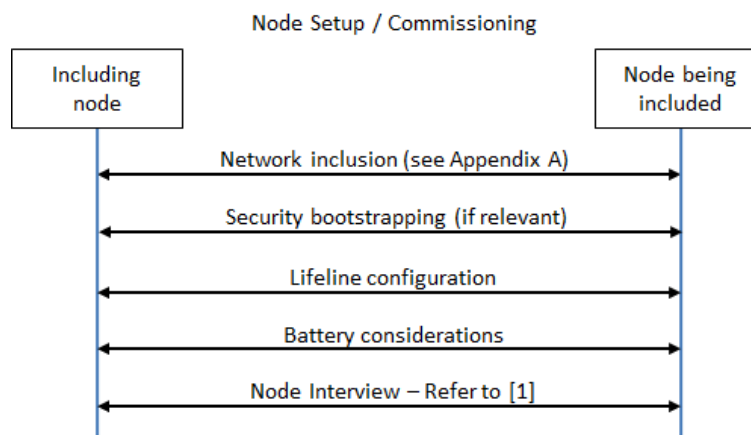 Node Setup / Commissioning
Including
node
Node being
included
Network inclusion (see Appendix A)
Security bootstrapping (if relevant)
Lifeline configuration
Battery considerations
Node Interview – Refer to [1]